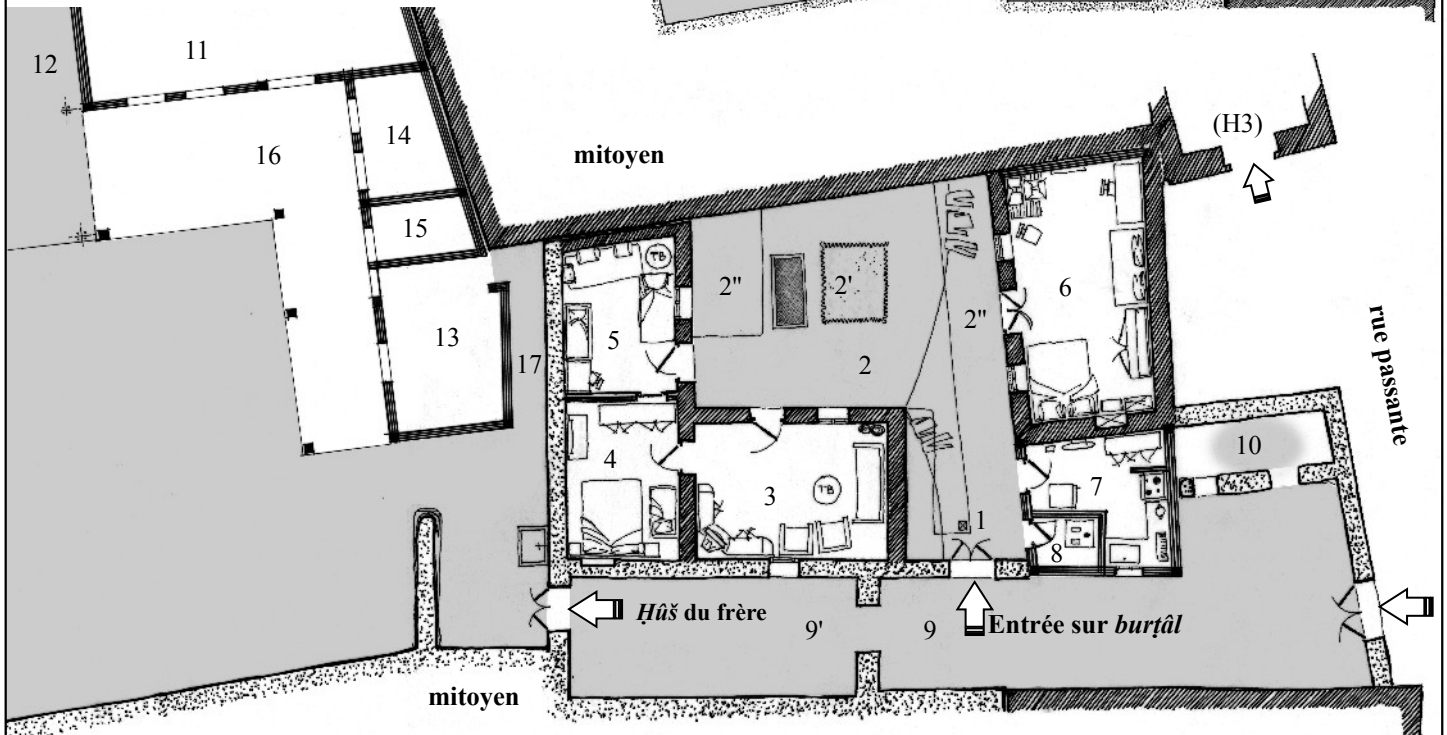 11
12
(H3)
14
16
mitoyen
15
2"
2'
6
5
TB
2"
13
17
2
rue passante
10
4
3
TB
7
1
8
Ḥûš du frère
9'
9
Entrée sur burṭâl
mitoyen